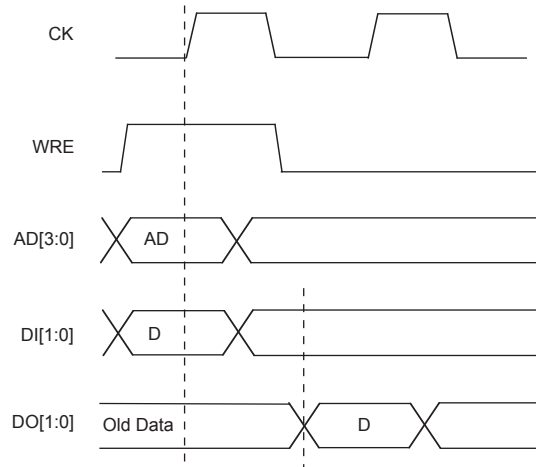 CK
WRE
AD[3:0]
AD
DI[1:0]
D
DO[1:0]
Old Data
D